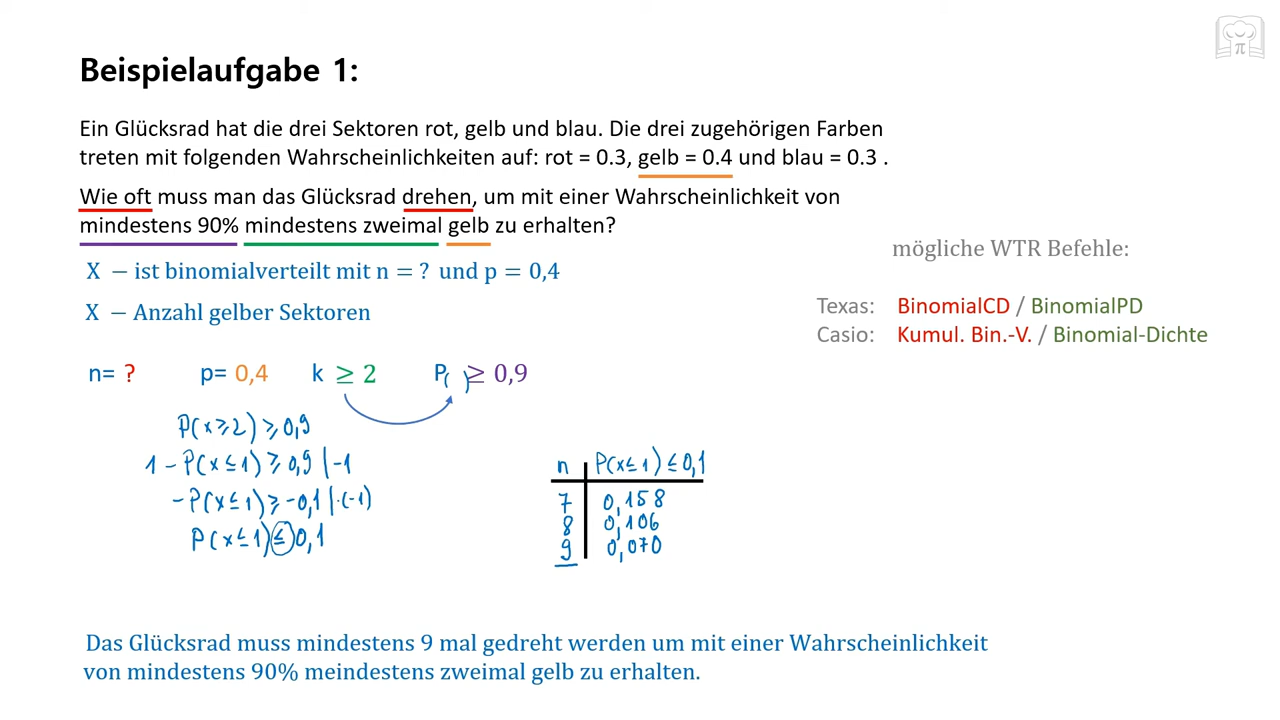 Beispielaufgabe 1:
Ein Glücksrad hat die drei Sektoren rot, gelb und blau. Die drei zugehörigen Farben
treten mit folgenden Wahrscheinlichkeiten auf: rot = 0.3, gelb = 0.4 und blau = 0.3 .
Wie oft muss man das Glücksrad drehen, um mit einer Wahrscheinlichkeit von
mindestens 90% mindestens zweimal gelb zu erhalten?
mögliche WTR Befehle:
Texas: BinomialCD / BinomialPD
Casio: Kumul. Bin.-V. / Binomial-Dichte
X – ist binomialverteilt mit n = ? und p = 0,4
X – Anzahl gelber Sektoren
n= ? p= 0,4 k ≥ 2 P( ) ≥ 0,9
P(x≥2) ≥ 0,9
1 - P(x≤1) ≥ 0,9 | -1
-P(x≤1) ≥ -0,1 | ·(-1)
P(x≤1) ≤ 0,1
n P(x≤1) ≤ 0,1
7 0,158
8 0,106
9 0,070
Das Glücksrad muss mindestens 9 mal gedreht werden um mit einer Wahrscheinlichkeit
von mindestens 90% meindestens zweimal gelb zu erhalten.
π